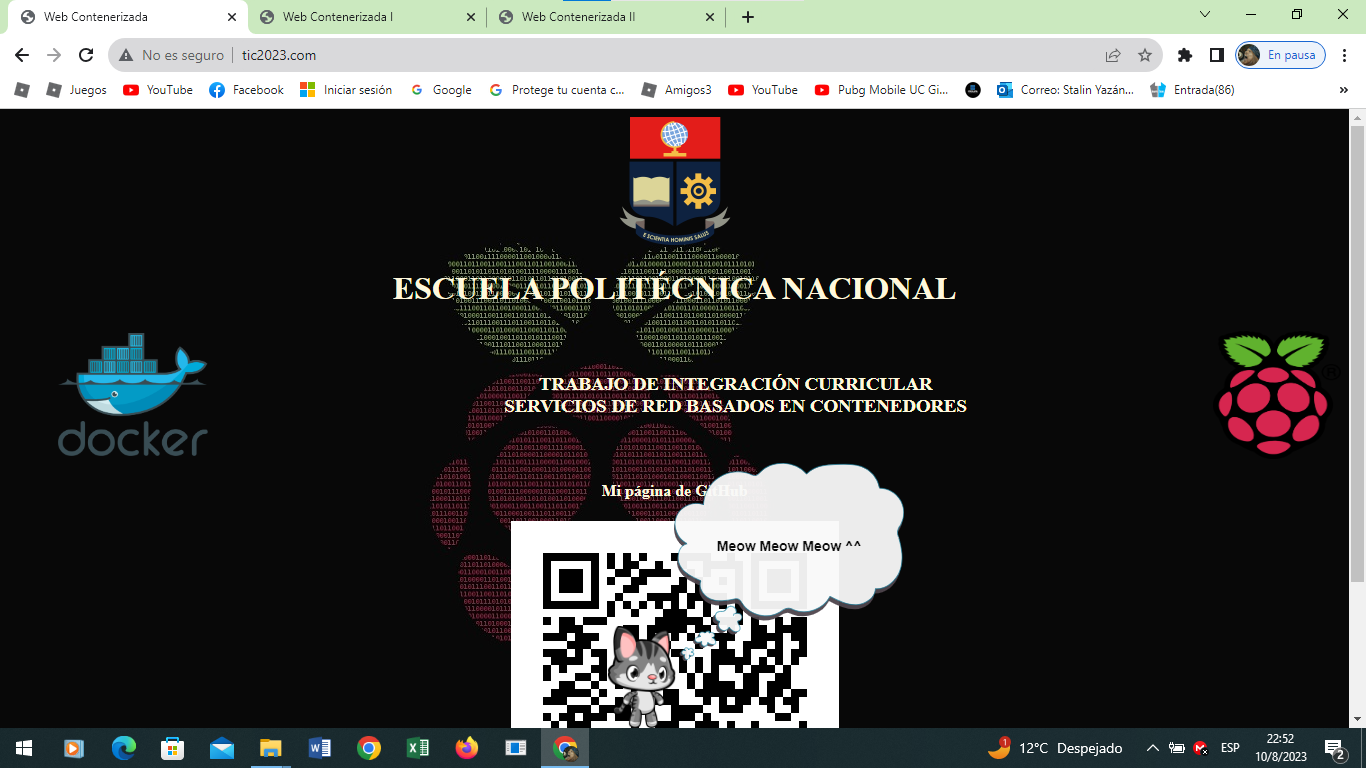 Web Contenerizada
Web Contenerizada I
Web Contenerizada II
No es seguro
tic2023.com
En pausa
Juegos
YouTube
Facebook
Iniciar sesión
Google
Protege tu cuenta c...
Amigos3
YouTube
Pubg Mobile UC Gi...
Correo: Stalin Yazán...
Entrada(86)
»
E SCIENTIA HOMINIS SALUS
ESCUELA POLITÉCNICA NACIONAL
docker
®
TRABAJO DE INTEGRACIÓN CURRICULAR
SERVICIOS DE RED BASADOS EN CONTENEDORES
Mi página de GitHub
Meow Meow Meow ^^
1
12°C Despejado
ESP
22:52
10/8/2023
2